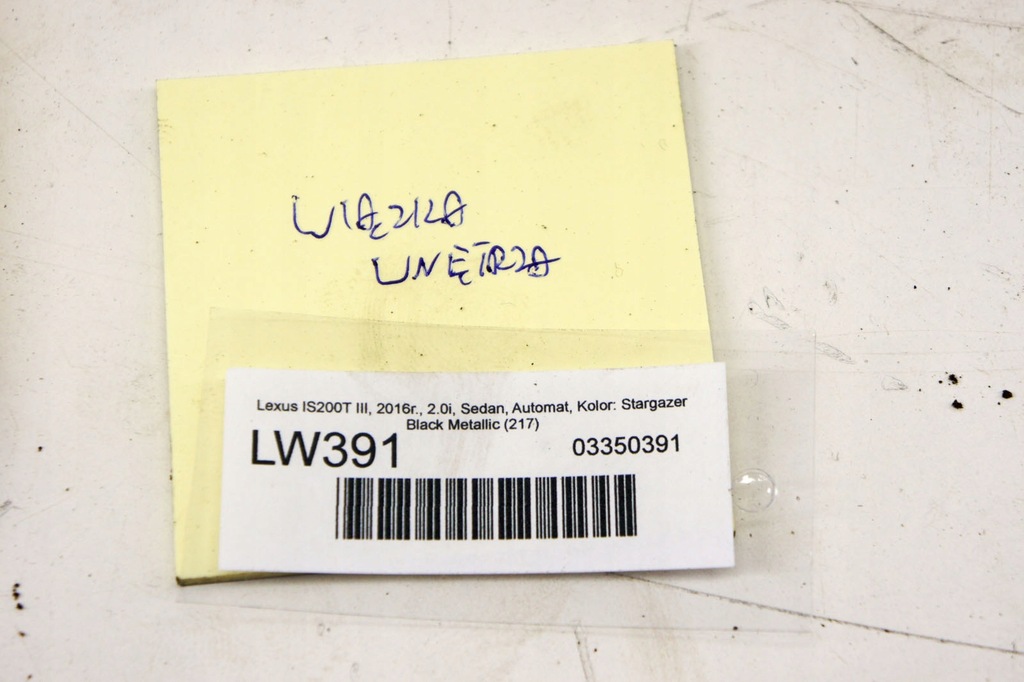 WIĄZKA
WNĘTRZA
Lexus IS200T III, 2016r., 2.0i, Sedan, Automat, Kolor: Stargazer
Black Metallic (217)
LW391 03350391